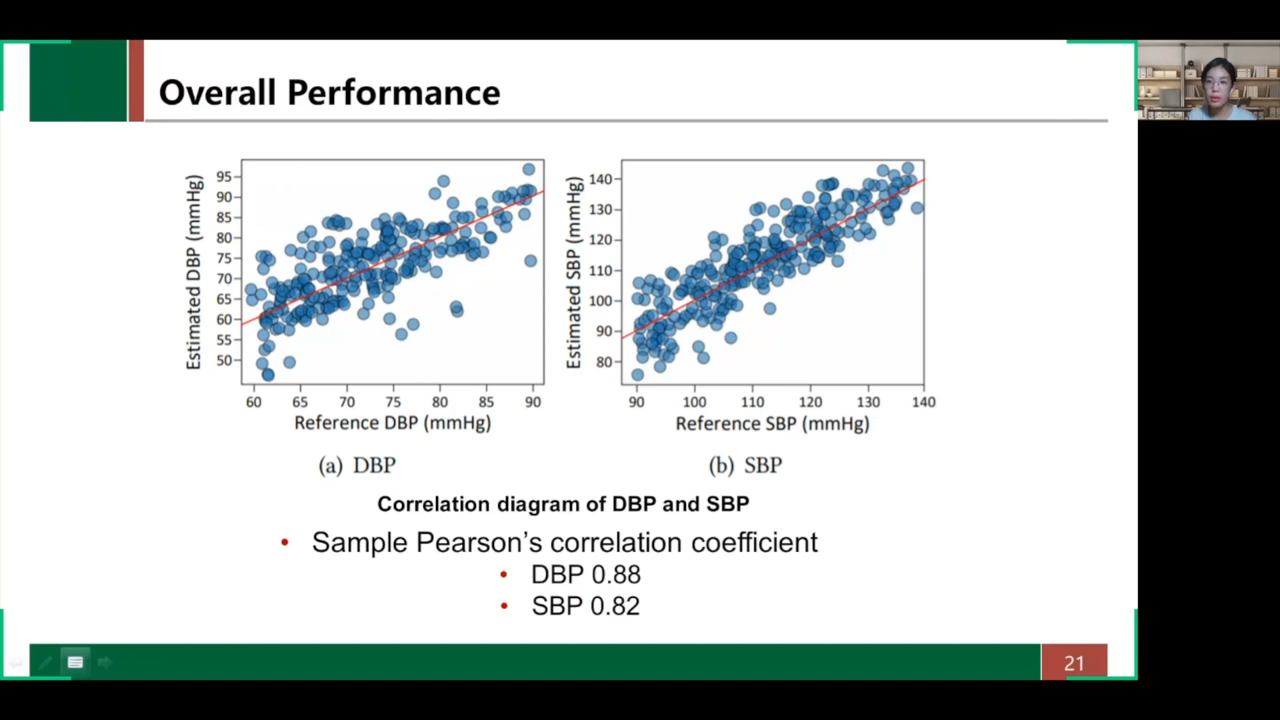 Overall Performance
Estimated DBP (mmHg)
95
90
85
80
75
70
65
60
55
50
60 65 70 75 80 85 90
Reference DBP (mmHg)
(a) DBP
Estimated SBP (mmHg)
140
130
120
110
100
90
80
90 100 110 120 130 140
Reference SBP (mmHg)
(b) SBP
Correlation diagram of DBP and SBP
• Sample Pearson’s correlation coefficient
• DBP 0.88
• SBP 0.82
21